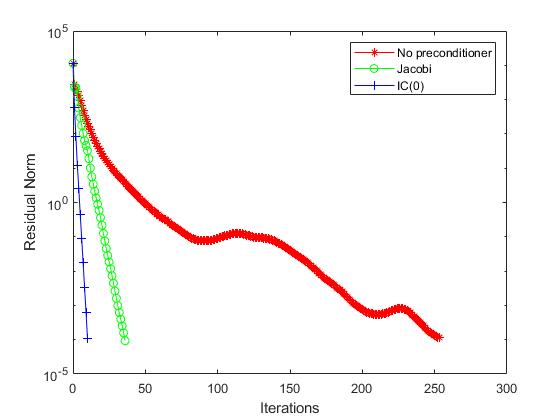 10^5
No preconditioner
Jacobi
IC(0)
10^0
10^-5
Residual Norm
0 50 100 150 200 250 300
Iterations